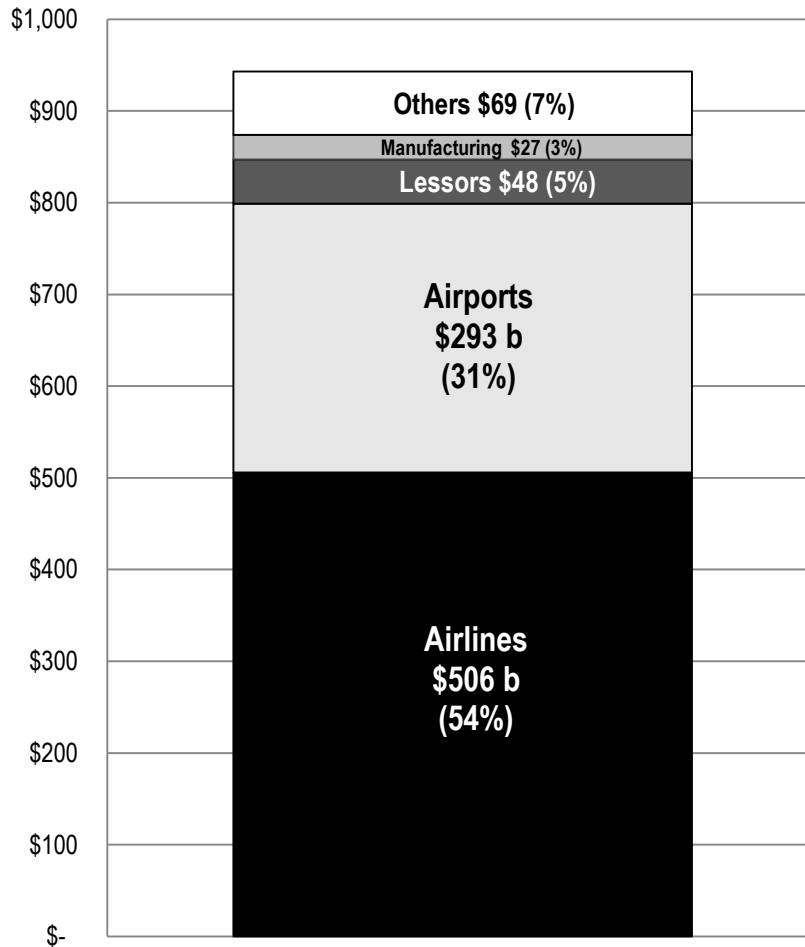 $1,000
$900
$800
$700
$600
$500
$400
$300
$200
$100
$-
Others $69 (7%)
Manufacturing $27 (3%)
Lessors $48 (5%)
Airports
$293 b
(31%)
Airlines
$506 b
(54%)